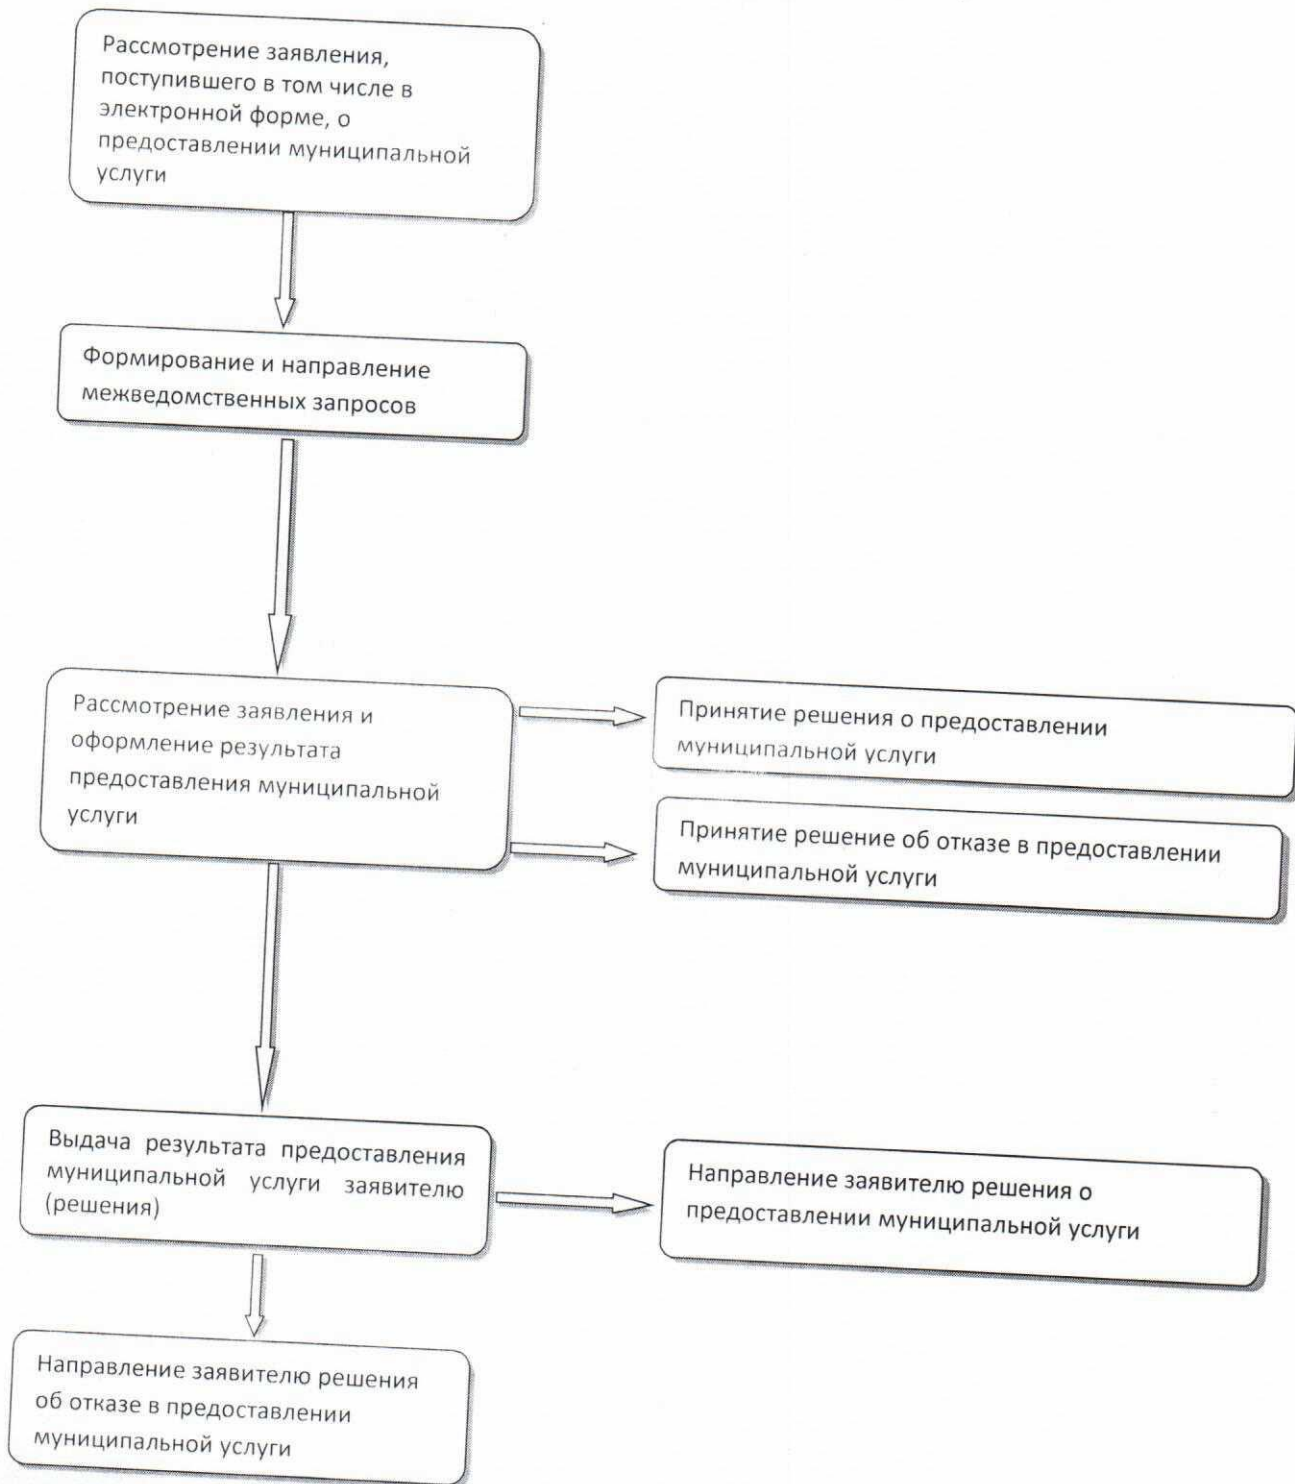 Рассмотрение заявления,
поступившего в том числе в
электронной форме, о
предоставлении муниципальной
услуги
Формирование и направление
межведомственных запросов
Рассмотрение заявления и
оформление результата
предоставления муниципальной
услуги
Принятие решения о предоставлении
муниципальной услуги
Принятие решение об отказе в предоставлении
муниципальной услуги
Выдача результата предоставления
муниципальной услуги заявителю
(решения)
Направление заявителю решения о
предоставлении муниципальной услуги
Направление заявителю решения
об отказе в предоставлении
муниципальной услуги